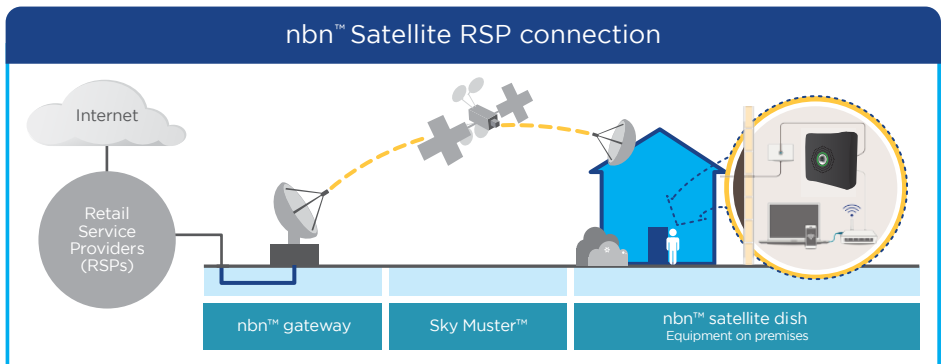 nbn™ Satellite RSP connection
Internet
Retail
Service
Providers
(RSPs)
nbn™ gateway
Sky Muster™
nbn™ satellite dish
Equipment on premises